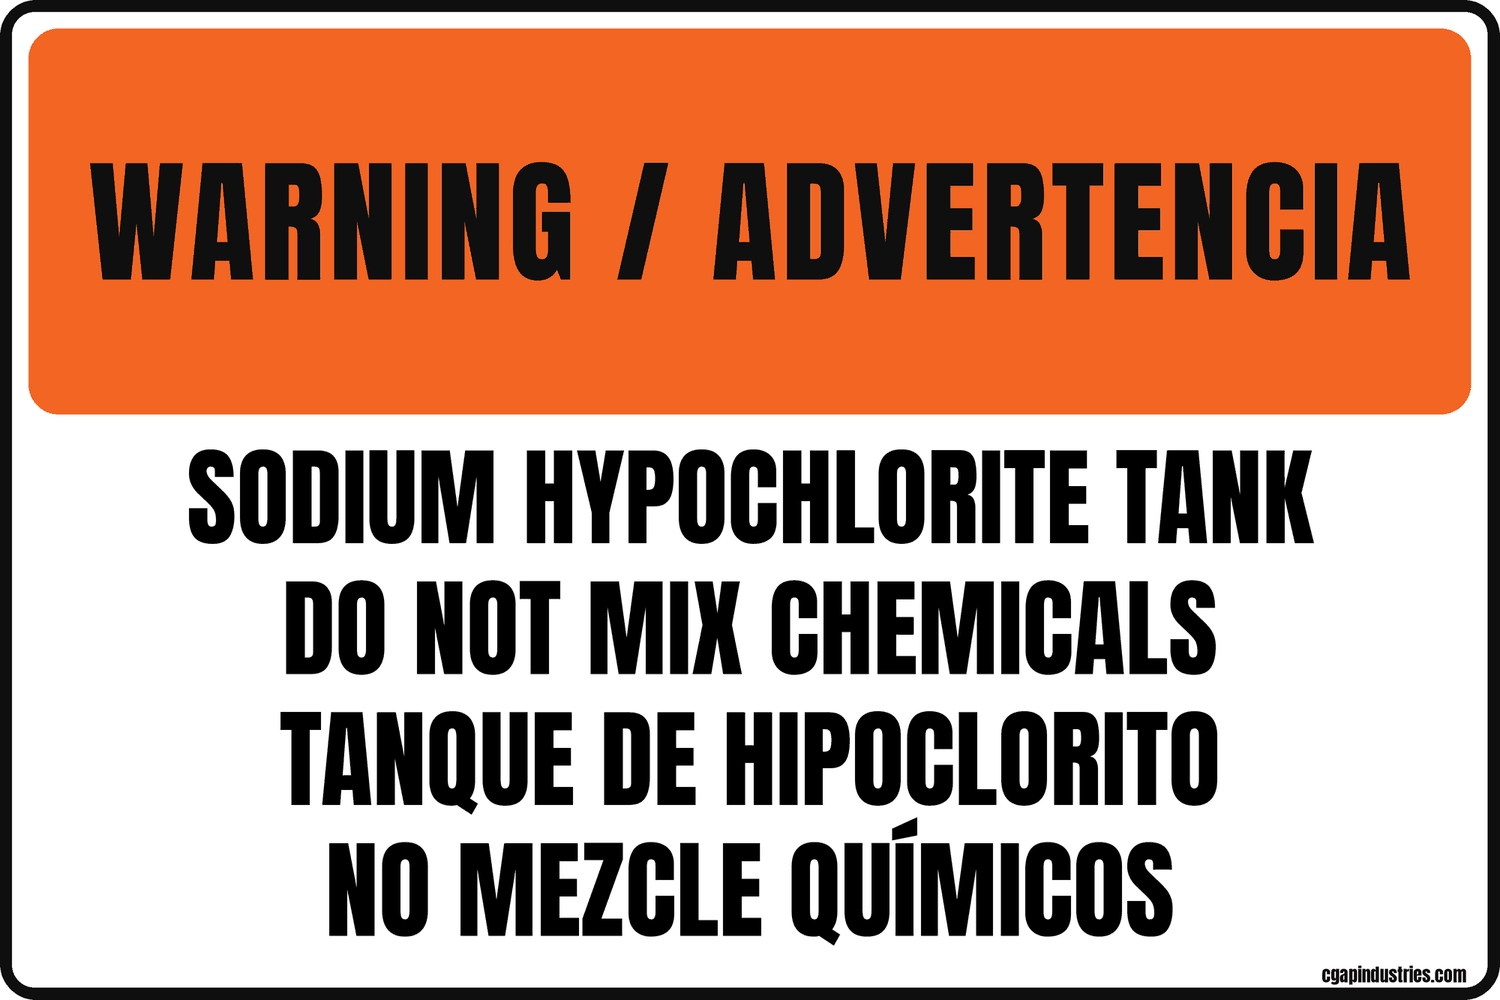 WARNING / ADVERTENCIA
SODIUM HYPOCHLORITE TANK
DO NOT MIX CHEMICALS
TANQUE DE HIPOCLORITO
NO MEZCLE QUÍMICOS
cgapindustries.com